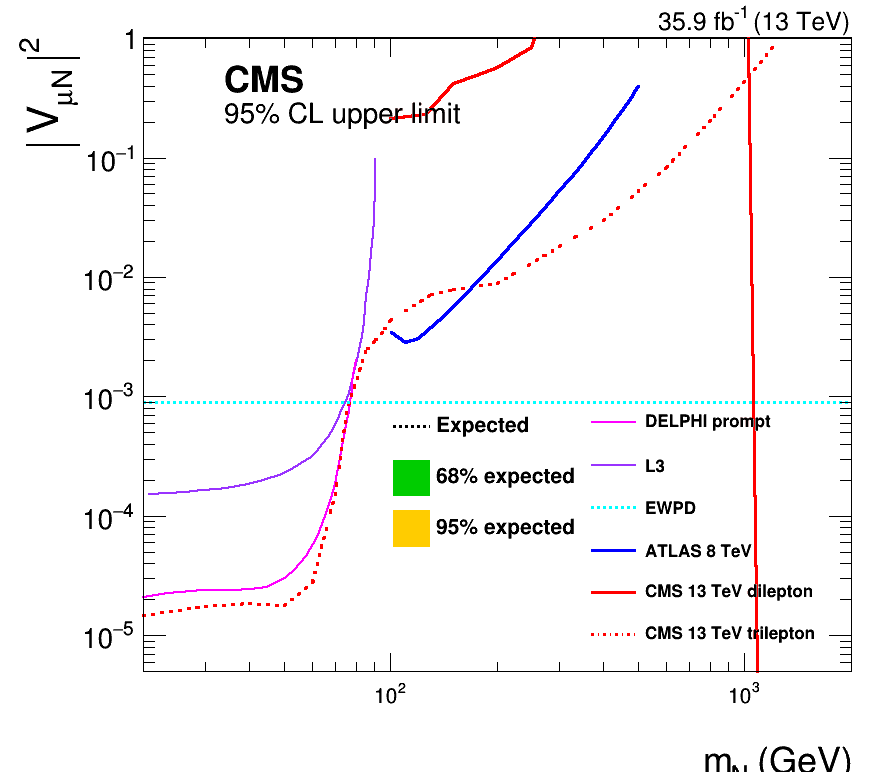 35.9 fb⁻¹ (13 TeV)
|V_μN|²
CMS
95% CL upper limit
1
10⁻¹
10⁻²
10⁻³
10⁻⁴
10⁻⁵
Expected
68% expected
95% expected
DELPHI prompt
L3
EWPD
ATLAS 8 TeV
CMS 13 TeV dilepton
CMS 13 TeV trilepton
10² 10³
m_N (GeV)